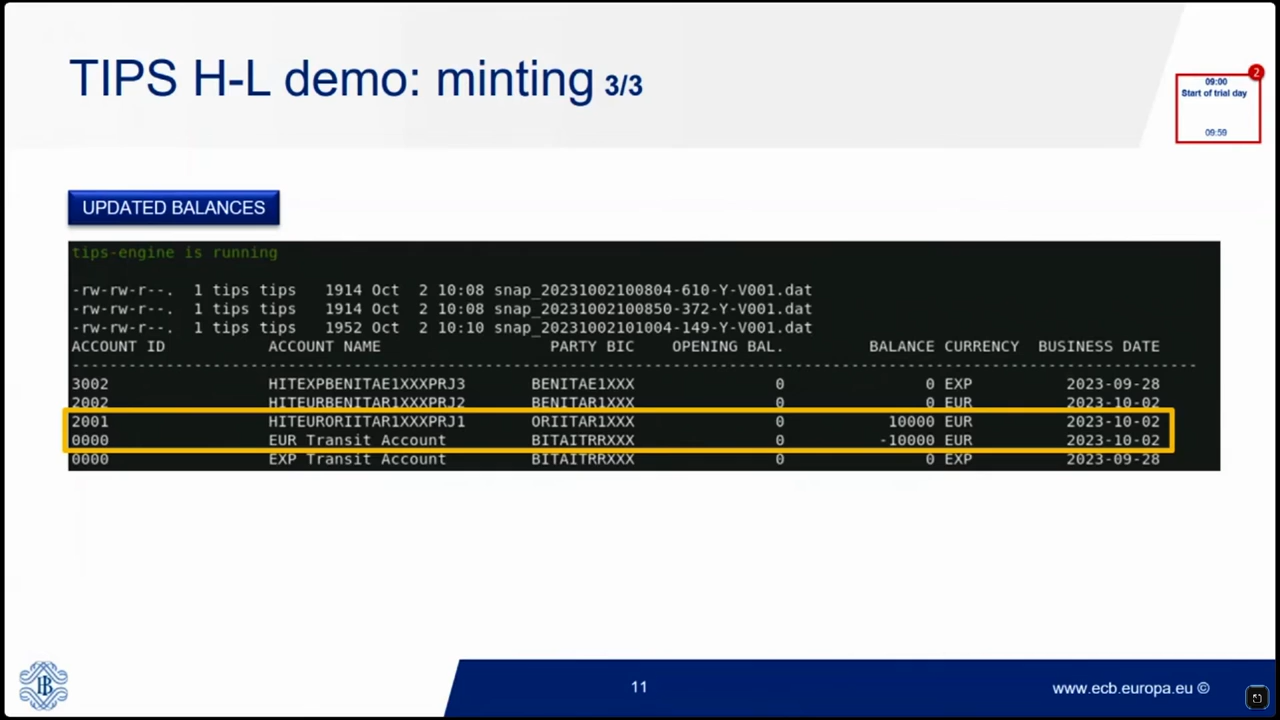 TIPS H-L demo: minting 3/3
2
09:00
Start of trial day
09:59
UPDATED BALANCES
tips-engine is running
-rw-rw-r--. 1 tips tips 1914 Oct 2 10:08 snap_20231002100804-610-Y-V001.dat
-rw-rw-r--. 1 tips tips 1914 Oct 2 10:08 snap_20231002100850-372-Y-V001.dat
-rw-rw-r--. 1 tips tips 1952 Oct 2 10:10 snap_20231002101004-149-Y-V001.dat
ACCOUNT ID ACCOUNT NAME PARTY BIC OPENING BAL. BALANCE CURRENCY BUSINESS DATE
3002 HITEXPBENITAE1XXXPRJ3 BENITAE1XXX 0 0 EXP 2023-09-28
2002 HITEURBENITAR1XXXPRJ2 BENITAR1XXX 0 0 EUR 2023-10-02
2001 HITEURORIITAR1XXXPRJ1 ORIITAR1XXX 0 10000 EUR 2023-10-02
0000 EUR Transit Account BITAITRRXXX 0 -10000 EUR 2023-10-02
0000 EXP Transit Account BITAITRRXXX 0 0 EXP 2023-09-28
11
www.ecb.europa.eu ©